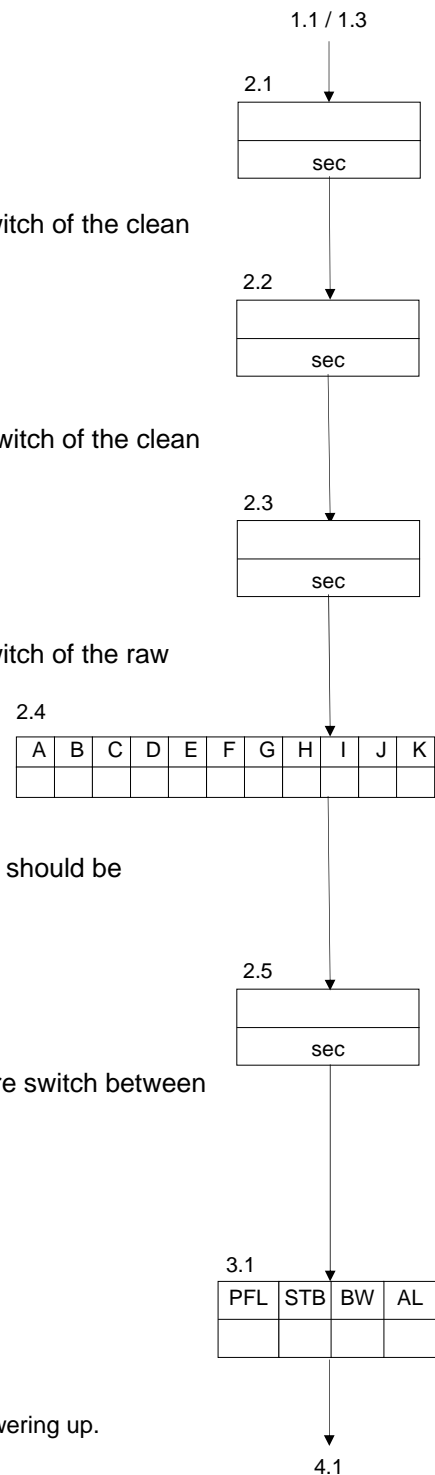 1.1 / 1.3
2.1
sec
witch of the clean
2.2
sec
witch of the clean
2.3
sec
witch of the raw
2.4
A B C D E F G H I J K
should be
2.5
sec
re switch between
3.1
PFL STB BW AL
wering up.
4.1